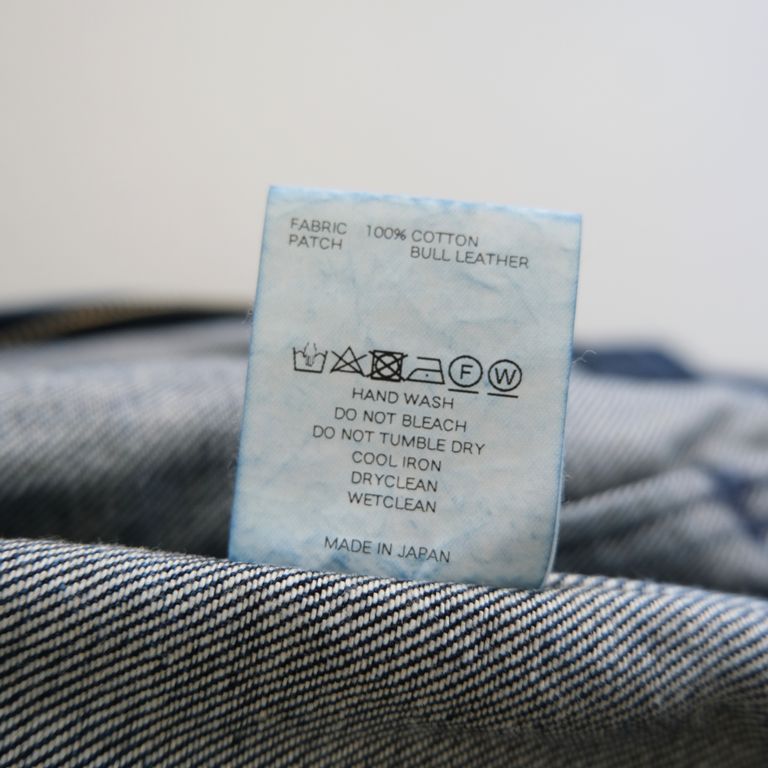 FABRIC 100% COTTON
PATCH BULL LEATHER
F W
HAND WASH
DO NOT BLEACH
DO NOT TUMBLE DRY
COOL IRON
DRYCLEAN
WETCLEAN
MADE IN JAPAN